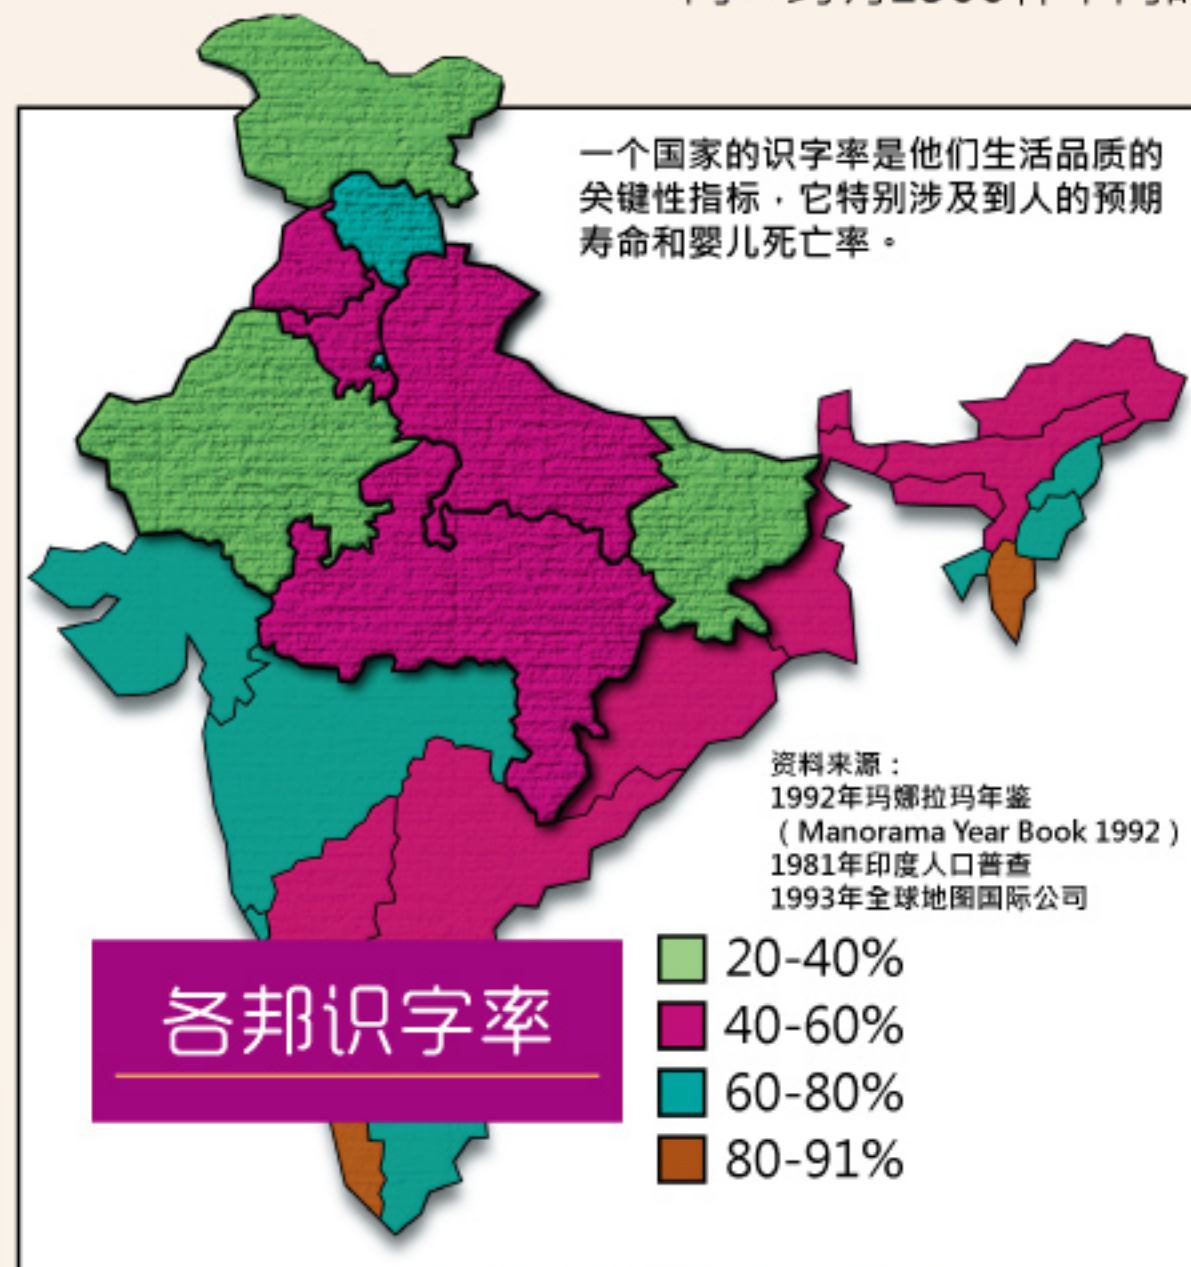 一个国家的识字率是他们生活品质的
关键性指标，它特别涉及到人的预期
寿命和婴儿死亡率。
资料来源：
1992年玛娜拉玛年鉴
（Manorama Year Book 1992）
1981年印度人口普查
1993年全球地图国际公司
20-40%
40-60%
60-80%
80-91%
各邦识字率